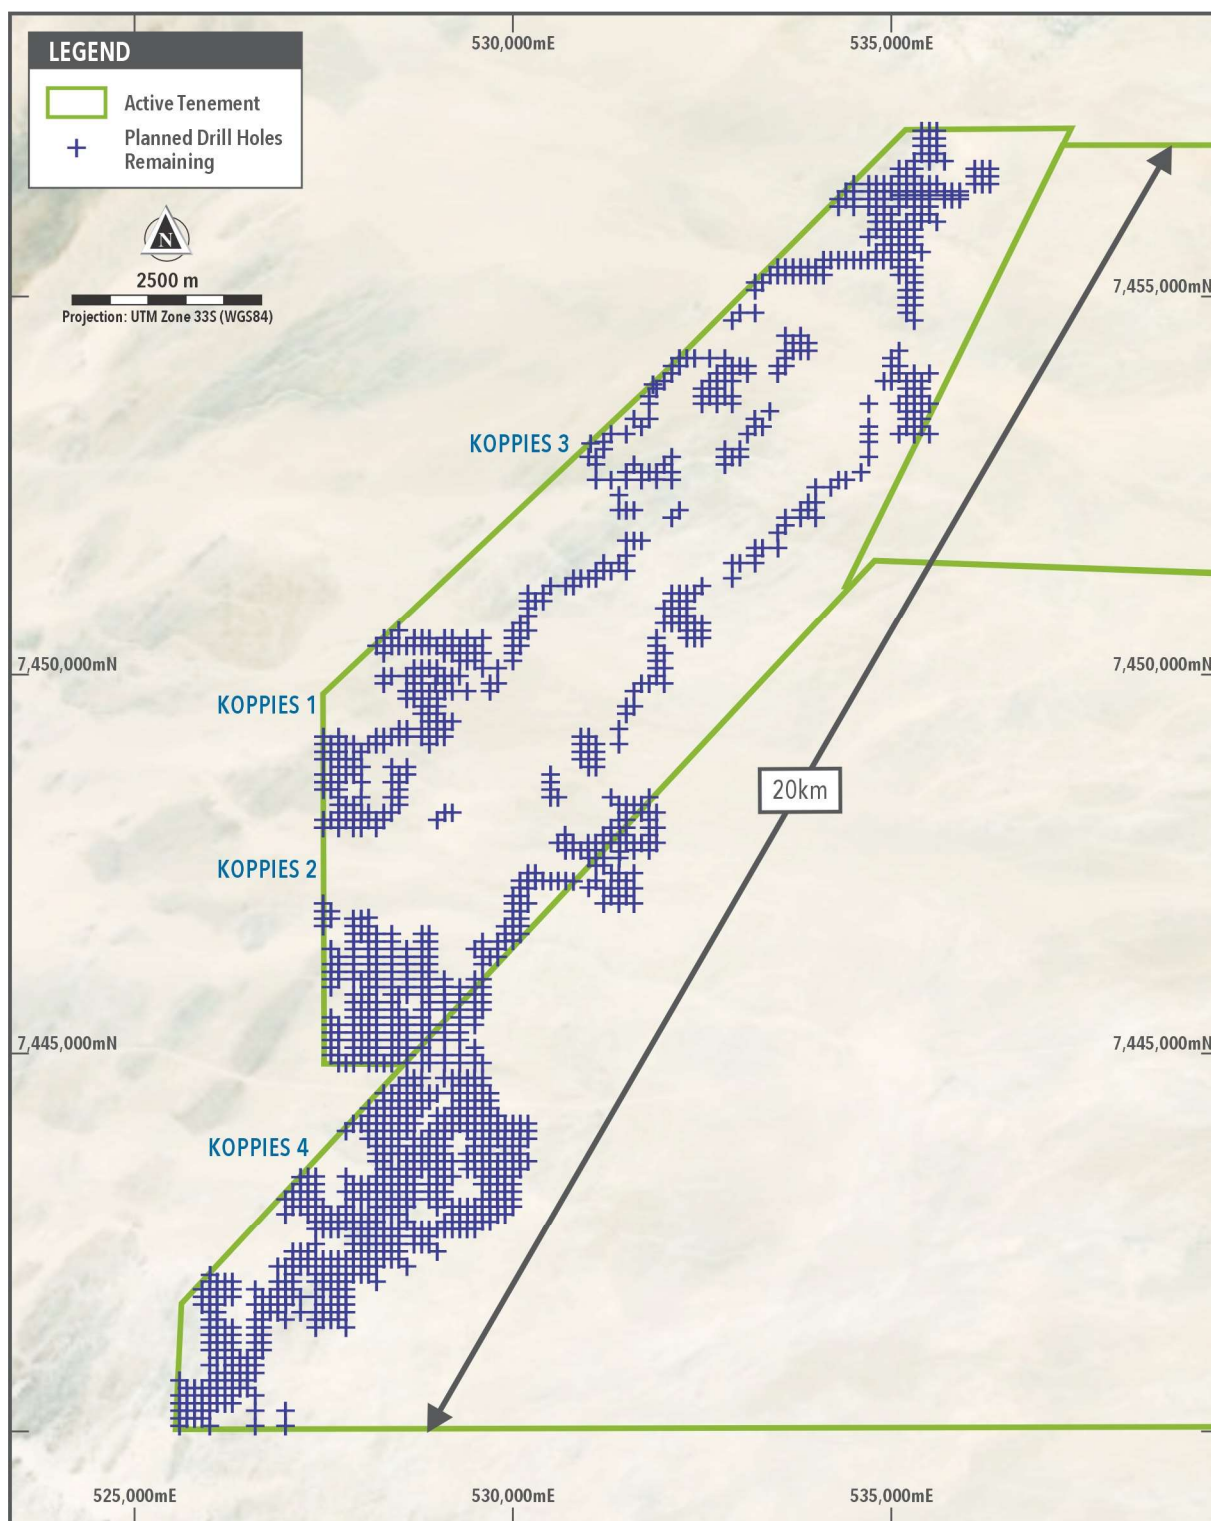 530,000mE
535,000mE
LEGEND
Active Tenement
Planned Drill Holes
Remaining
N
2500 m
Projection: UTM Zone 33S (WGS84)
7,455,000mN
KOPPIES 3
7,450,000mN
7,450,000mN
KOPPIES 1
20km
KOPPIES 2
7,445,000mN
7,445,000mN
KOPPIES 4
525,000mE
530,000mE
535,000mE